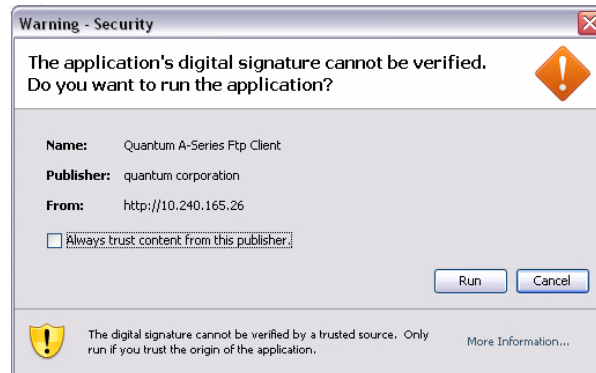 Warning - Security
The application's digital signature cannot be verified.
Do you want to run the application?
Name: Quantum A-Series Ftp Client
Publisher: quantum corporation
From: http://10.240.165.26
Always trust content from this publisher.
Run Cancel
The digital signature cannot be verified by a trusted source. Only
run if you trust the origin of the application.
More Information...